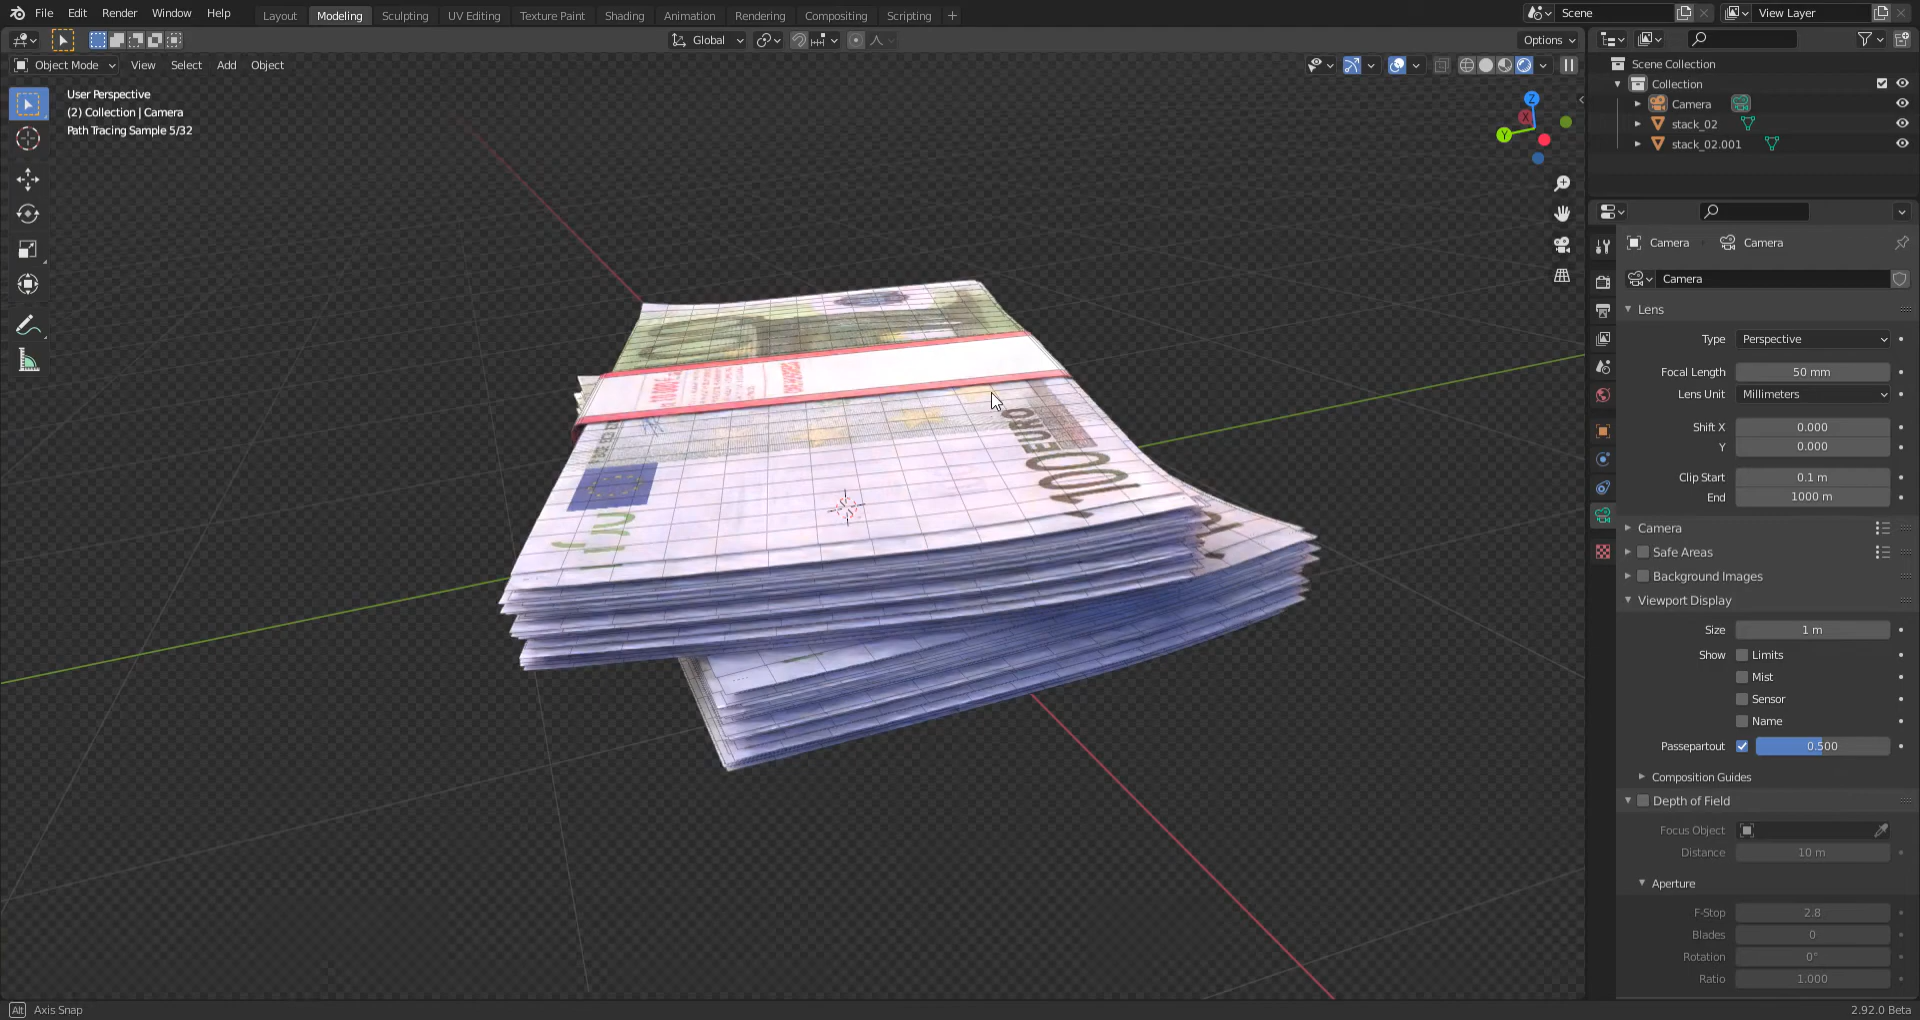 File Edit Render Window Help Layout Modeling Sculpting UV Editing Texture Paint Shading Animation Rendering Compositing Scripting + Scene View Layer
Global Options
Object Mode View Select Add Object
User Perspective
(2) Collection | Camera
Path Tracing Sample 5/32
Z
X
Y
Scene Collection
Collection
Camera
stack_02
stack_02.001
Camera Camera
Camera
Lens
Type Perspective
Focal Length 50 mm
Lens Unit Millimeters
Shift X 0.000
Y 0.000
Clip Start 0.1 m
End 1000 m
Camera
Safe Areas
Background Images
Viewport Display
Size 1 m
Show Limits
Mist
Sensor
Name
Passepartout 0.500
Composition Guides
Depth of Field
Focus Object
Distance 10 m
Aperture
F-Stop 2.8
Blades 0
Rotation 0°
Ratio 1.000
100 EURO
Alt Axis Snap
2.92.0 Beta